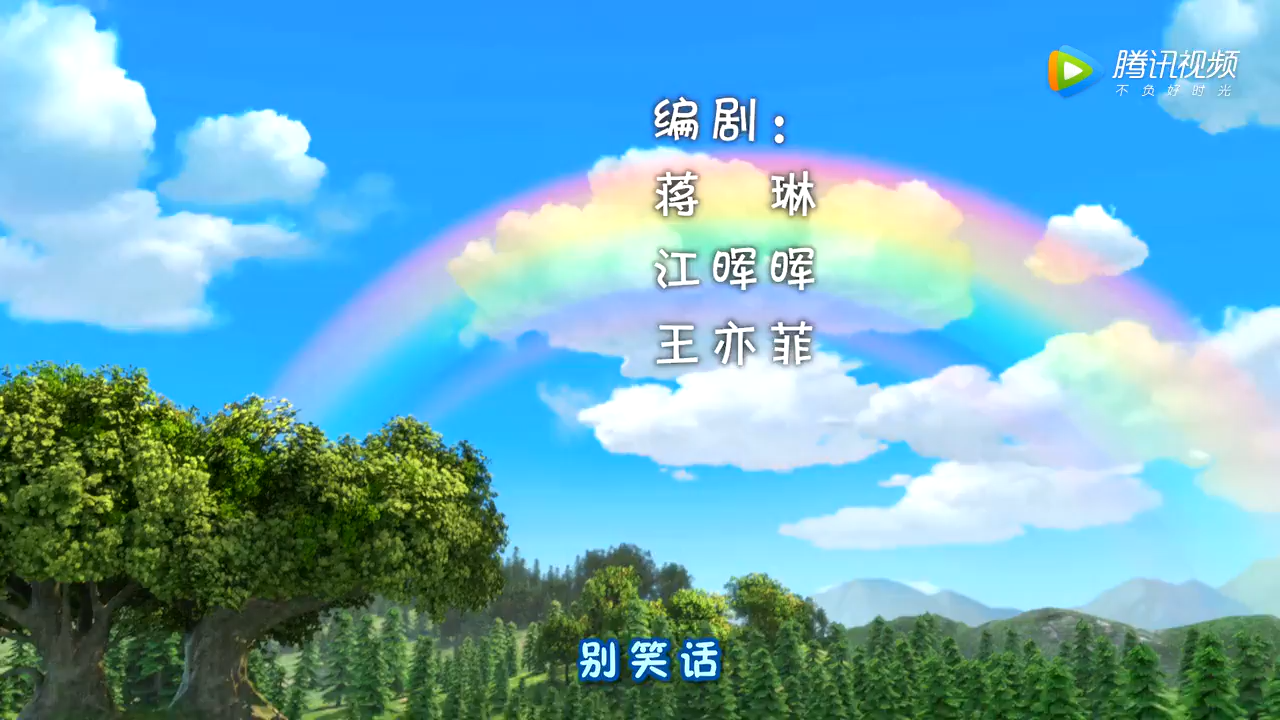 腾讯视频
不负好时光
编剧：
蒋 琳
江晖晖
王亦菲
别笑话